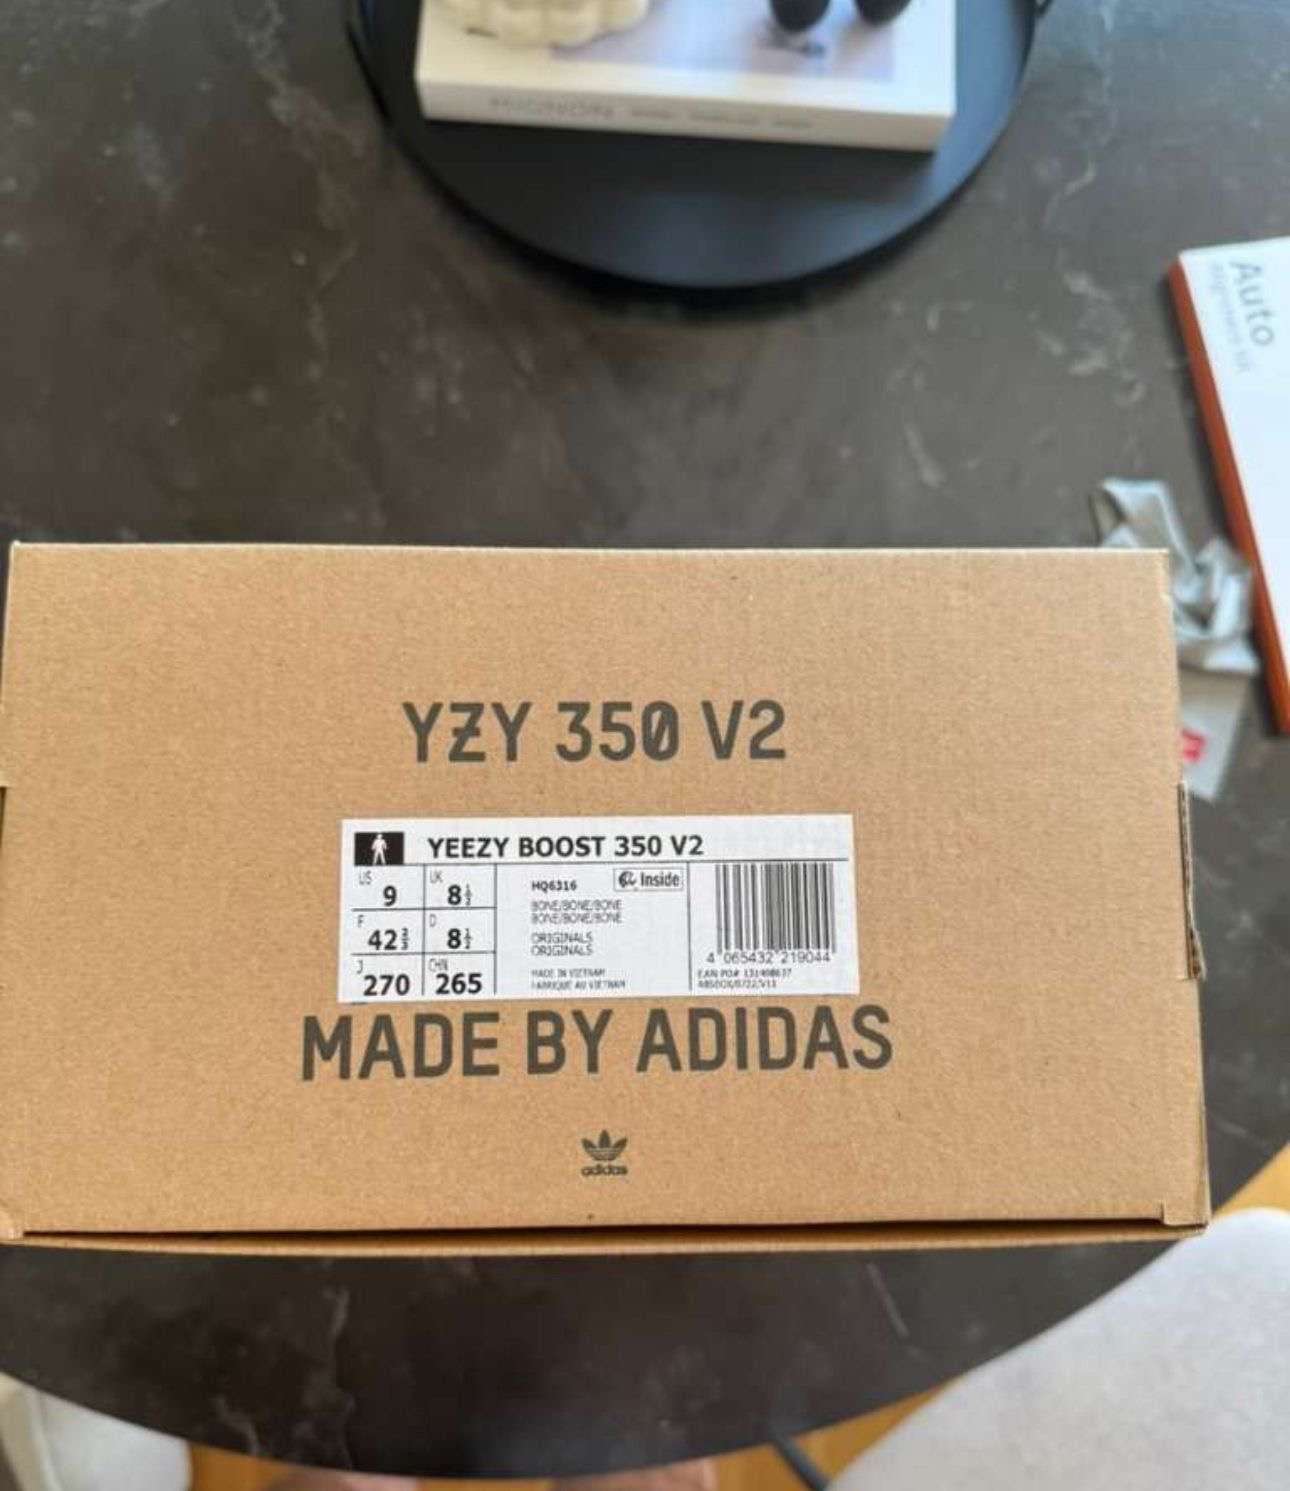 Auto
YZY 350 V2
YEEZY BOOST 350 V2
US
9
UK
8½
F
42⅔
D
8½
J
270
CHN
265
HQ6316
Inside
BONE/BONE/BONE
BONE/BONE/BONE
ORIGINALS
ORIGINALS
MADE IN VIETNAM
FABRIQUE AU VIETNAM
4 065432 219044
MADE BY ADIDAS
adidas